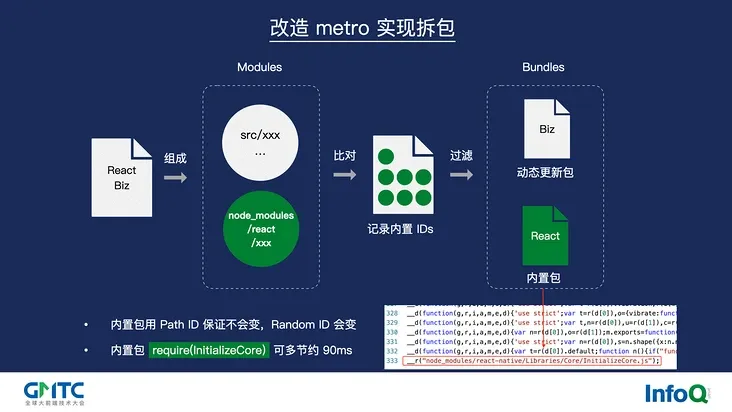 改造 metro 实现拆包
Modules
Bundles
React
Biz
组成
src/xxx
...
node_modules
/react
/xxx
比对
记录内置 IDs
过滤
Biz
动态更新包
React
内置包
内置包用 Path ID 保证不会变，Random ID 会变
内置包 require(InitializeCore) 可多节约 90ms
328 __d(function(g,r,i,a,m,e,d){'use strict';var t=r(d[0]),o={vibrate:func
329 __d(function(g,r,i,a,m,e,d){'use strict';var t,n=r(d[0]),u=r(d[1]),c=r
330 __d(function(g,r,i,a,m,e,d){var n=r(d[0]),o=r(d[1]);m.exports=function
331 __d(function(g,r,i,a,m,e,d){'use strict';var n=r(d[0]),s=n.shape({x:n.n
332 __d(function(g,r,i,a,m,e,d){var t=r(d[0]).default;function n(){if("func
333 __r("node_modules/react-native/Libraries/Core/InitializeCore.js");
GMTC
全球大前端技术大会
InfoQ